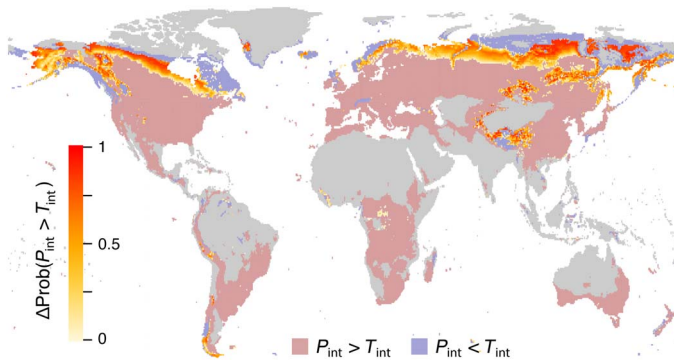 ΔProb(P_int > T_int)
1
0.5
0
P_int > T_int
P_int < T_int